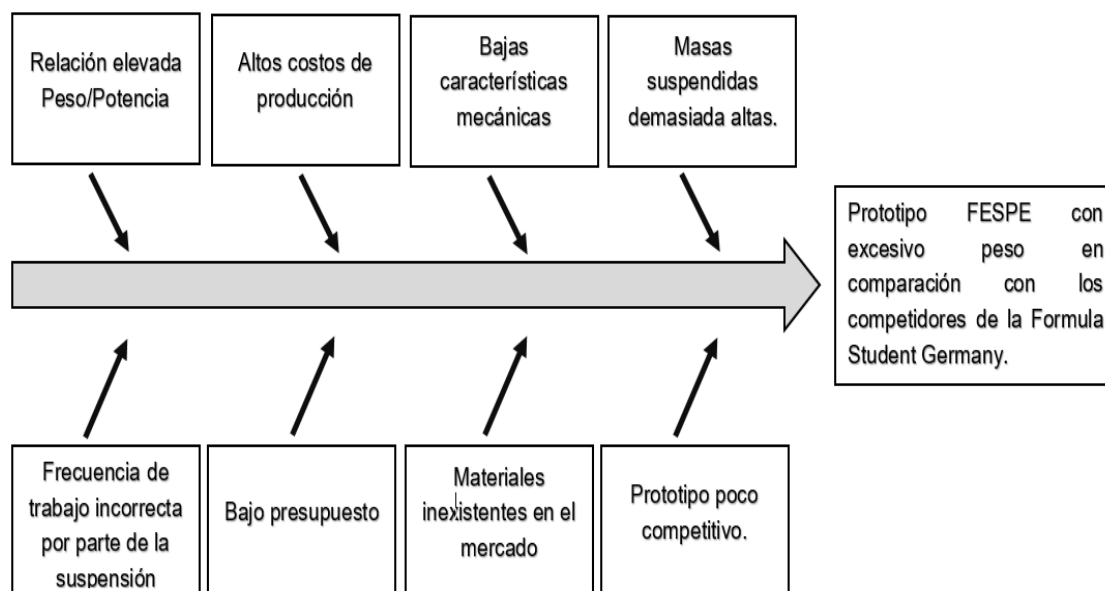 Relación elevada
Peso/Potencia
Altos costos de
producción
Bajas
características
mecánicas
Masas
suspendidas
demasiada altas.
Prototipo FESPE con
excesivo peso en
comparación con los
competidores de la Formula
Student Germany.
Frecuencia de
trabajo incorrecta
por parte de la
suspensión
Bajo presupuesto
Materiales
inexistentes en el
mercado
Prototipo poco
competitivo.